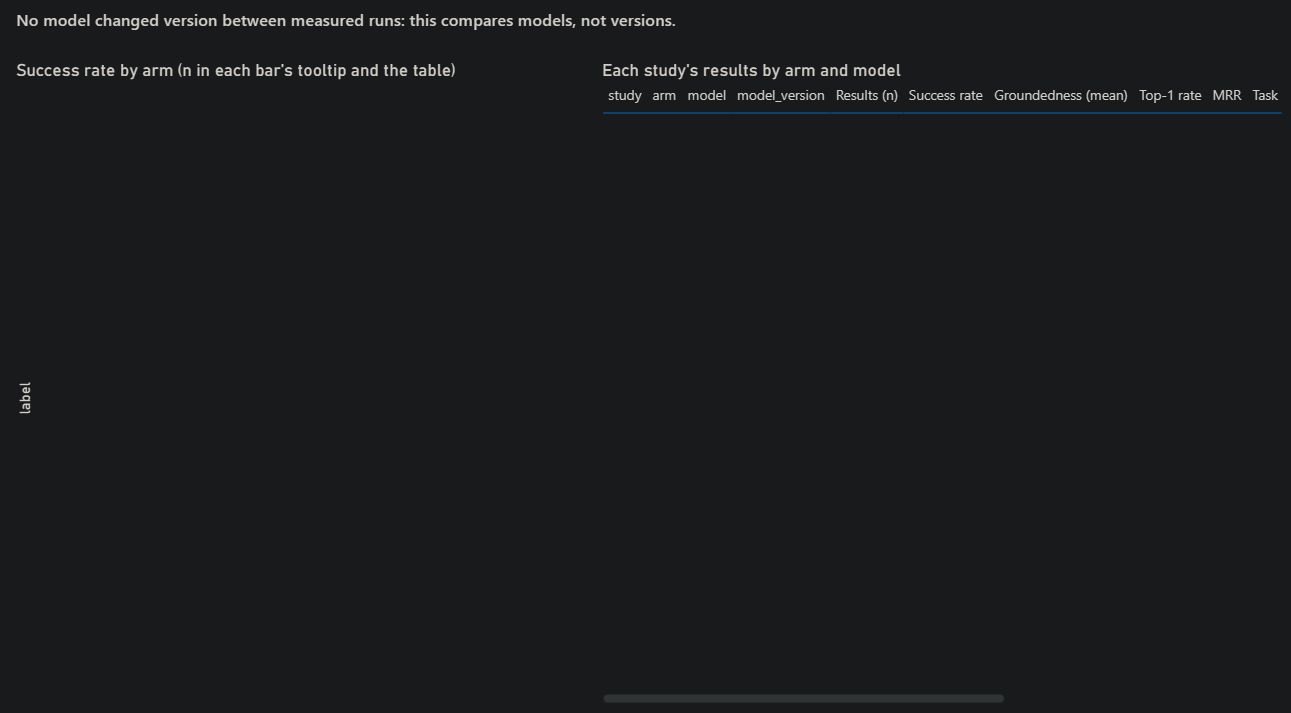 No model changed version between measured runs: this compares models, not versions.
Success rate by arm (n in each bar's tooltip and the table)
Each study's results by arm and model
study arm model model_version Results (n) Success rate Groundedness (mean) Top-1 rate MRR Task
label